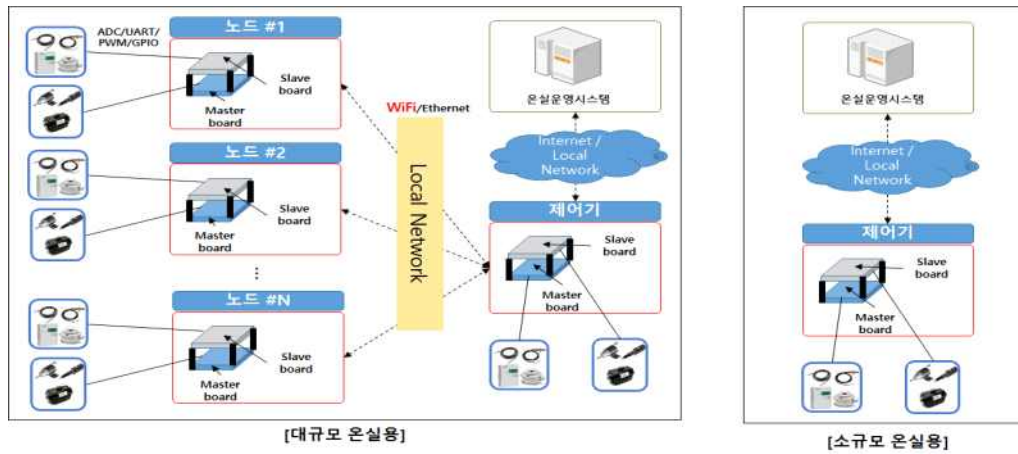 노드 #1
ADC/UART/
PWM/GPIO
Slave
board
Master
board
노드 #2
Slave
board
Master
board
⋮
노드 #N
Slave
board
Master
board
WiFi/Ethernet
Local Network
온실운영시스템
Internet /
Local
Network
제어기
Slave
board
Master
board
[대규모 온실용]
온실운영시스템
Internet /
Local
Network
제어기
Slave
board
Master
board
[소규모 온실용]